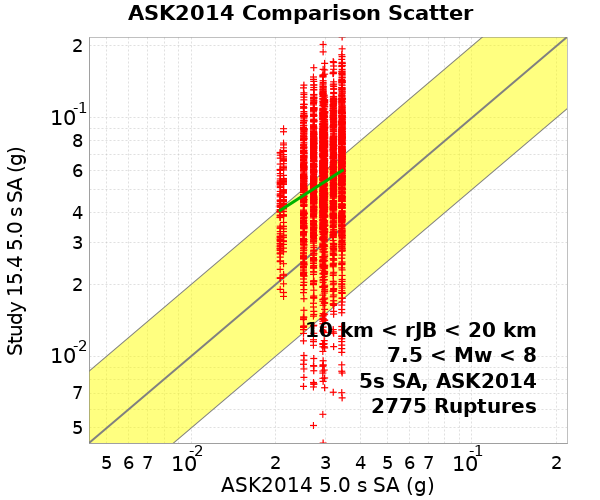 ASK2014 Comparison Scatter
Study 15.4 5.0 s SA (g)
2
10-1
8
6
4
3
2
10-2
7
5
10 km < rJB < 20 km
7.5 < Mw < 8
5s SA, ASK2014
2775 Ruptures
5 6 7 10-2 2 3 4 5 6 7 10-1 2
ASK2014 5.0 s SA (g)